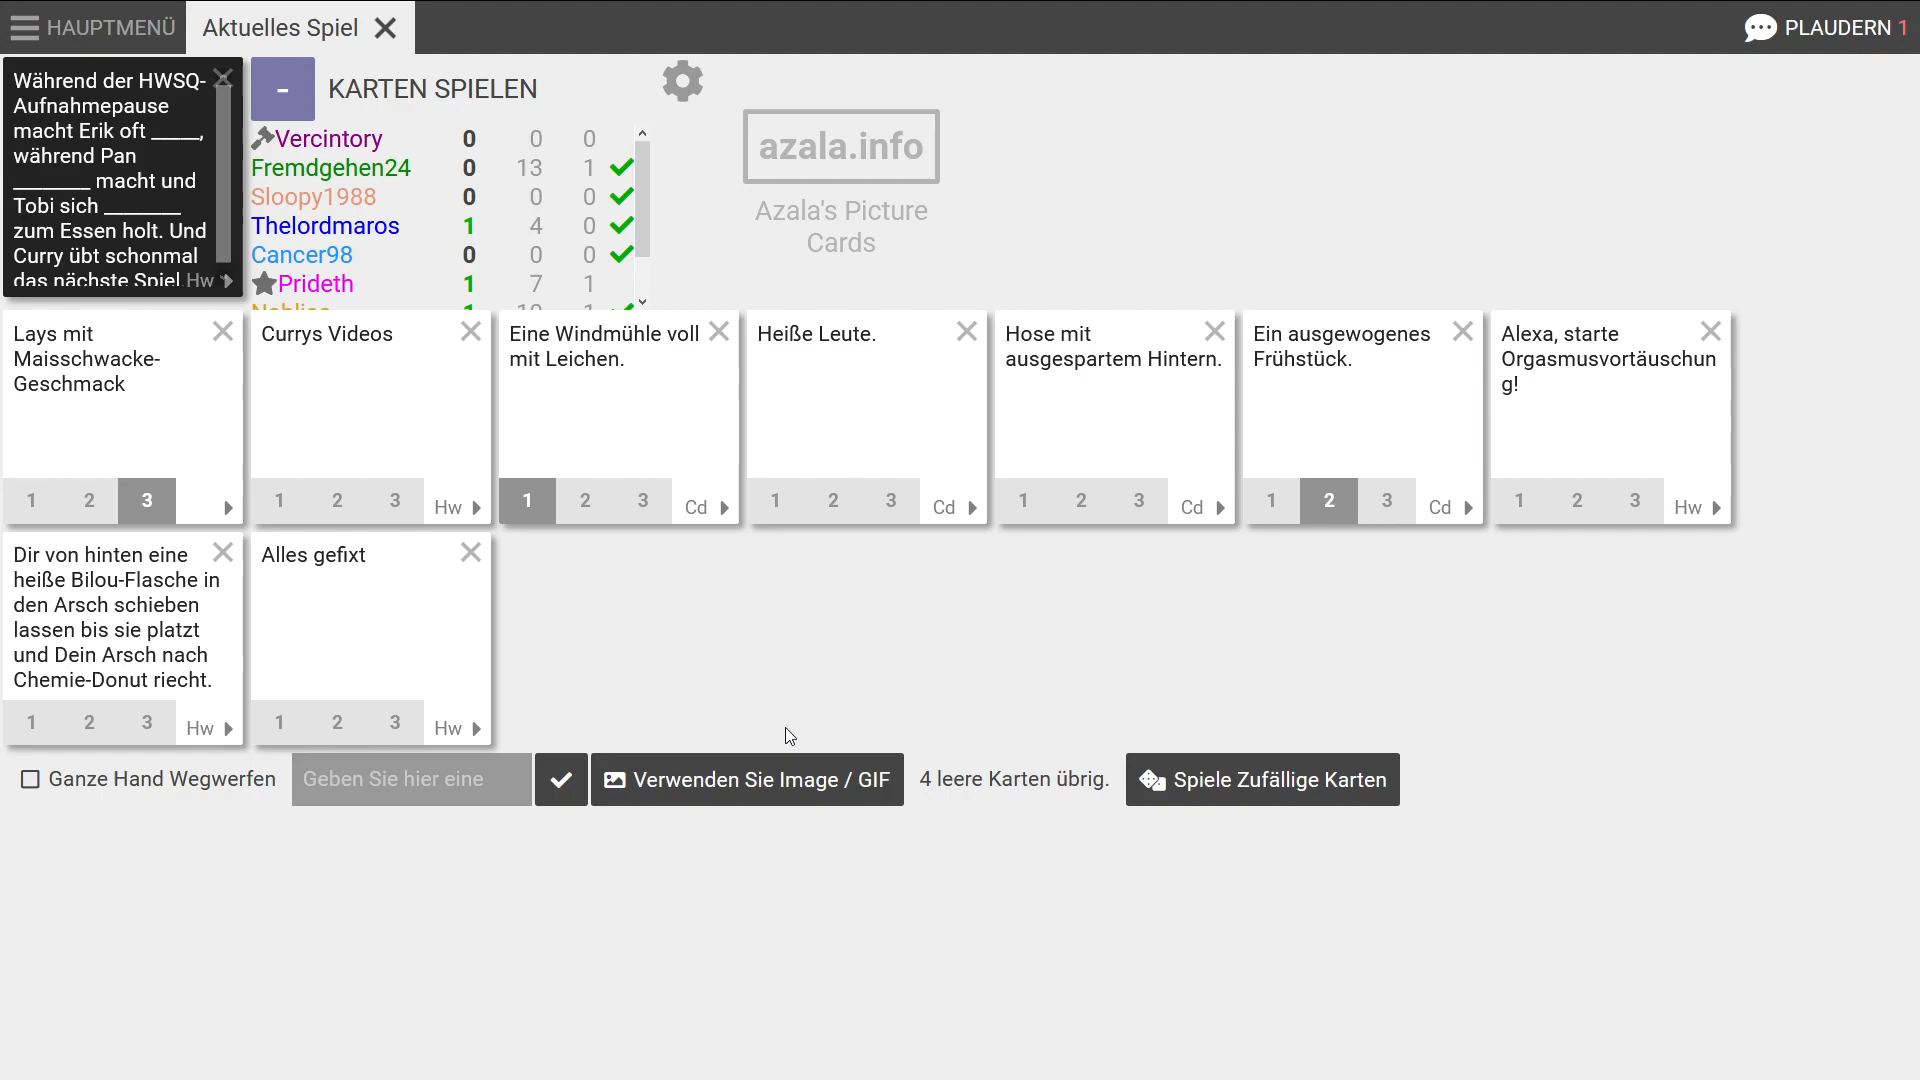 HAUPTMENÜ
Aktuelles Spiel
PLAUDERN 1
Während der HWSQ-
Aufnahmepause
macht Erik oft _____,
während Pan
_______ macht und
Tobi sich _______
zum Essen holt. Und
Curry übt schonmal
das nächste Spiel
Hw
-
KARTEN SPIELEN
Vercintory 0 0 0
Fremdgehen24 0 13 1
Sloopy1988 0 0 0
Thelordmaros 1 4 0
Cancer98 0 0 0
Prideth 1 7 1
azala.info
Azala's Picture
Cards
Lays mit
Maisschwacke-
Geschmack
1 2 3
Currys Videos
1 2 3 Hw
Eine Windmühle voll
mit Leichen.
1 2 3 Cd
Heiße Leute.
1 2 3 Cd
Hose mit
ausgespartem Hintern.
1 2 3 Cd
Ein ausgewogenes
Frühstück.
1 2 3 Cd
Alexa, starte
Orgasmusvortäuschun
g!
1 2 3 Hw
Dir von hinten eine
heiße Bilou-Flasche in
den Arsch schieben
lassen bis sie platzt
und Dein Arsch nach
Chemie-Donut riecht.
1 2 3 Hw
Alles gefixt
1 2 3 Hw
Ganze Hand Wegwerfen
Geben Sie hier eine
Verwenden Sie Image / GIF
4 leere Karten übrig.
Spiele Zufällige Karten